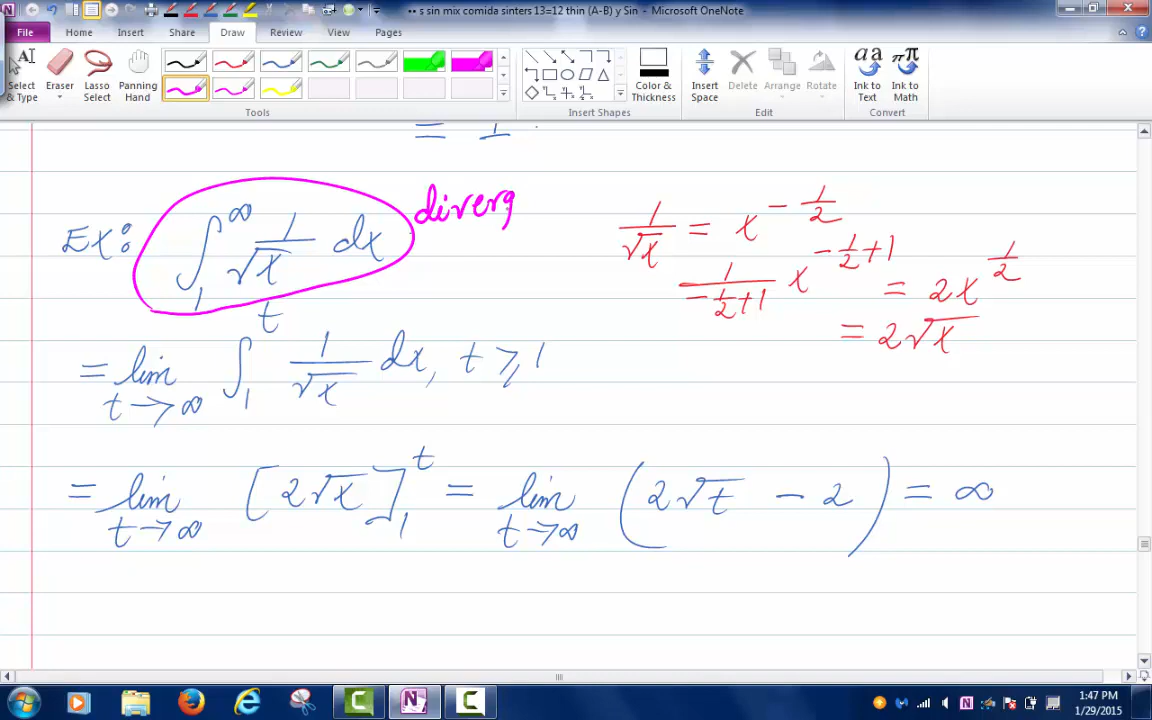 •• s sin mix comida sinters 13=12 thin (A-B) y Sin - Microsoft OneNote
File Home Insert Share Draw Review View Pages
Select & Type Eraser Lasso Select Panning Hand Color & Thickness Insert Space Delete Arrange Rotate Ink to Text Ink to Math
Tools Insert Shapes Edit Convert
= 1
Ex: ∫₁^∞ 1/√x dx diverg
1/√x = x^(-1/2)
1/(-1/2+1) x^(-1/2+1) = 2x^(1/2)
= 2√x
= lim t→∞ ∫₁^t 1/√x dx, t ≥ 1
= lim t→∞ [2√x]₁^t = lim t→∞ (2√t - 2) = ∞
1:47 PM
1/29/2015